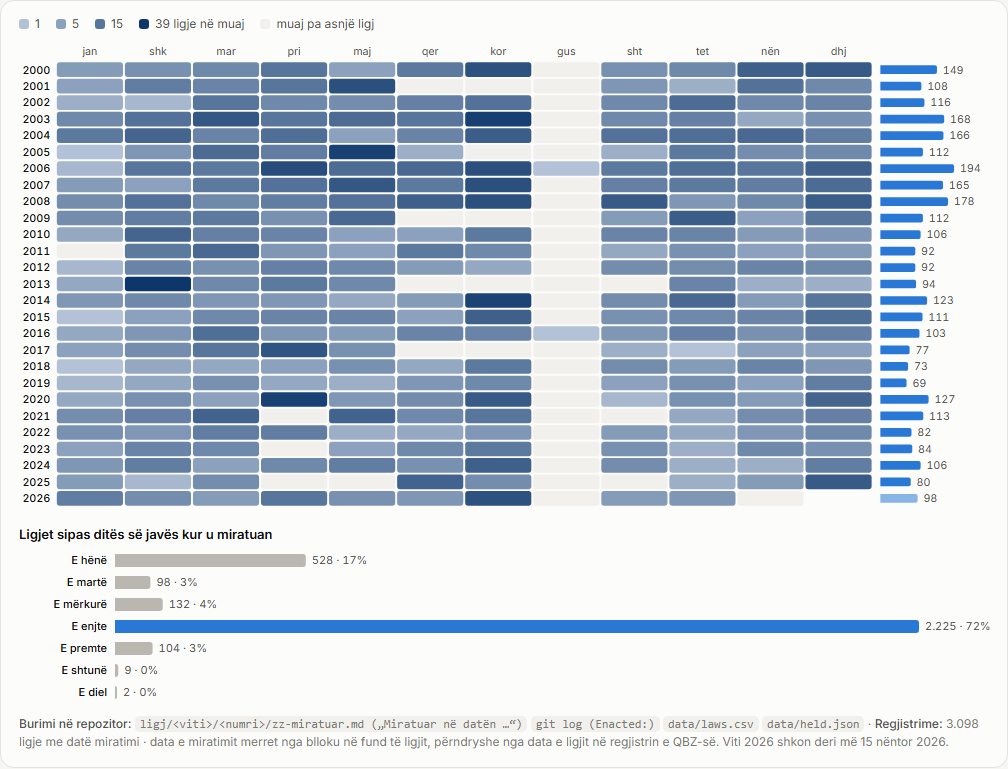 1 5 15 39 ligje në muaj muaj pa asnjë ligj
jan shk mar pri maj qer kor gus sht tet nën dhj
2000 149
2001 108
2002 116
2003 168
2004 166
2005 112
2006 194
2007 165
2008 178
2009 112
2010 106
2011 92
2012 92
2013 94
2014 123
2015 111
2016 103
2017 77
2018 73
2019 69
2020 127
2021 113
2022 82
2023 84
2024 106
2025 80
2026 98
Ligjet sipas ditës së javës kur u miratuan
E hënë 528 · 17%
E martë 98 · 3%
E mërkurë 132 · 4%
E enjte 2.225 · 72%
E premte 104 · 3%
E shtunë 9 · 0%
E diel 2 · 0%
Burimi në repozitor: ligj/<viti>/<numri>/zz-miratuar.md („Miratuar në datën …“) git log (Enacted:) data/laws.csv data/held.json · Regjistrime: 3.098
ligje me datë miratimi · data e miratimit merret nga blloku në fund të ligjit, përndryshe nga data e ligjit në regjistrin e QBZ-së. Viti 2026 shkon deri më 15 nëntor 2026.